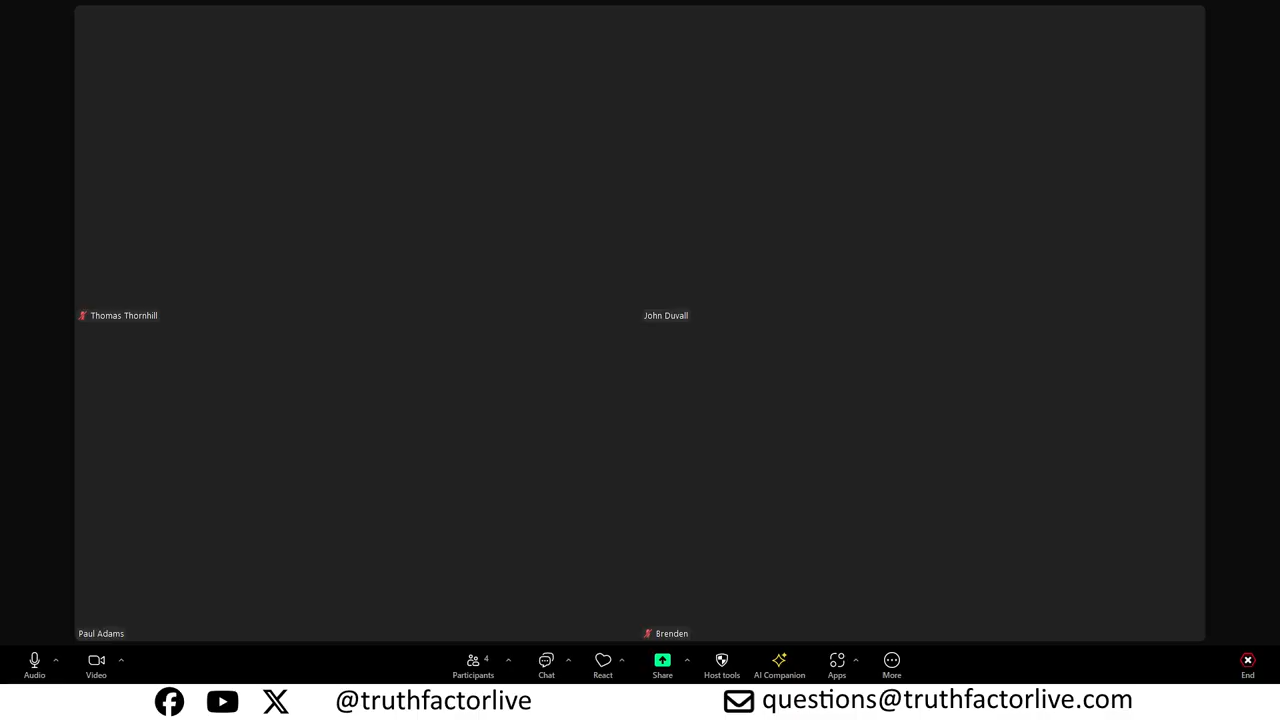 Thomas Thornhill
John Duvall
Paul Adams
Brenden
4
Audio
Video
Participants
Chat
React
Share
Host tools
AI Companion
Apps
More
End
@truthfactorlive
questions@truthfactorlive.com